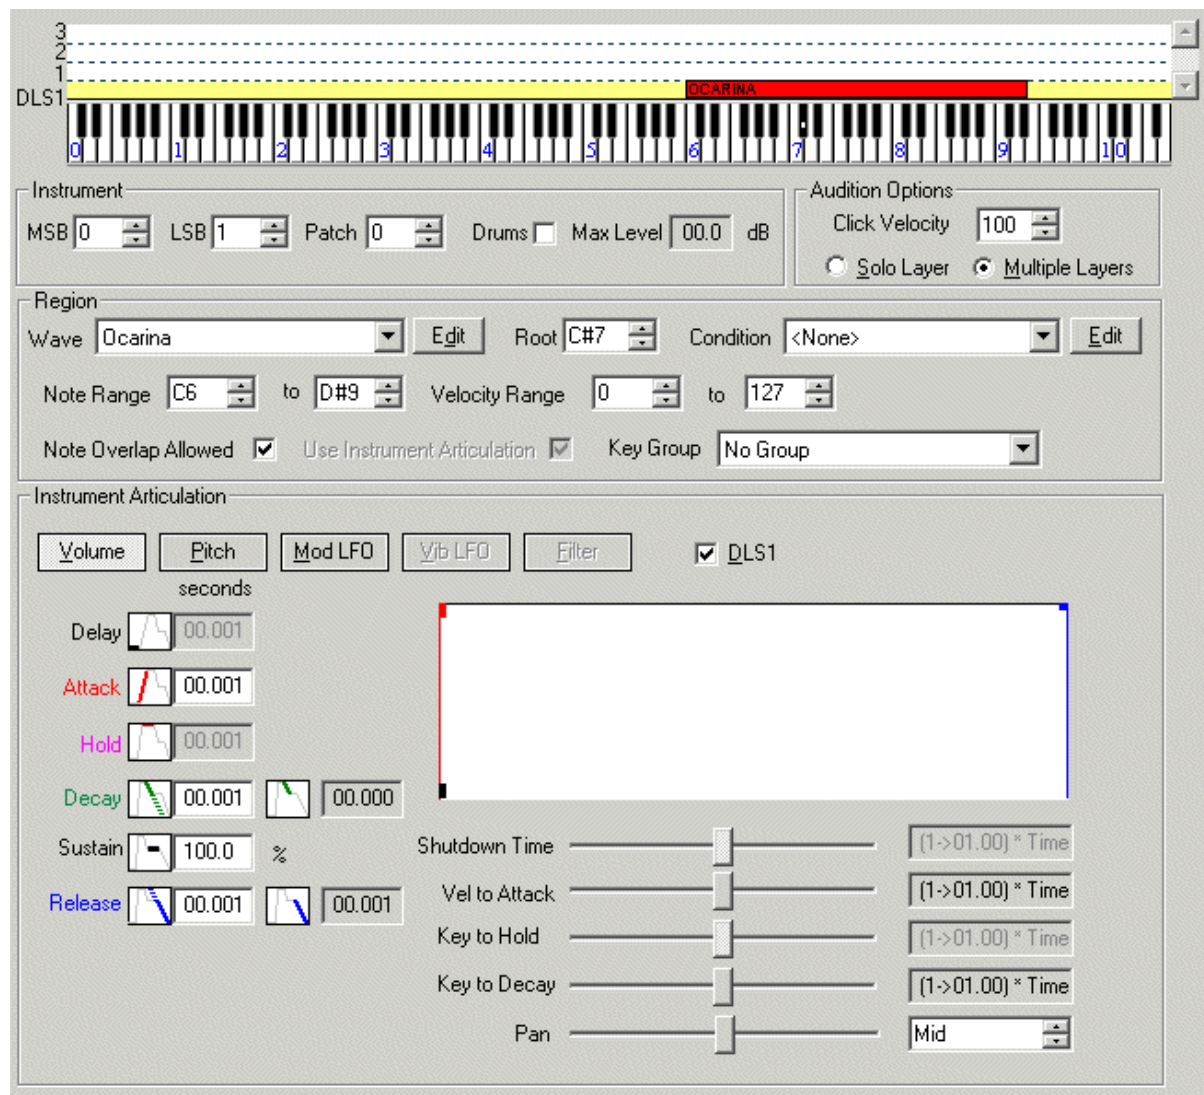 3
2
1
DLS1
OCARINA
0 1 2 3 4 5 6 7 8 9 10
Instrument
MSB 0 LSB 1 Patch 0 Drums Max Level 00.0 dB
Audition Options
Click Velocity 100
Solo Layer Multiple Layers
Region
Wave Ocarina Edit Root C#7 Condition <None> Edit
Note Range C6 to D#9 Velocity Range 0 to 127
Note Overlap Allowed Use Instrument Articulation Key Group No Group
Instrument Articulation
Volume Pitch Mod LFO Vib LFO Filter DLS1
seconds
Delay 00.001
Attack 00.001
Hold 00.001
Decay 00.001 00.000
Sustain 100.0 %
Release 00.001 00.001
Shutdown Time (1->01.00) * Time
Vel to Attack (1->01.00) * Time
Key to Hold (1->01.00) * Time
Key to Decay (1->01.00) * Time
Pan Mid